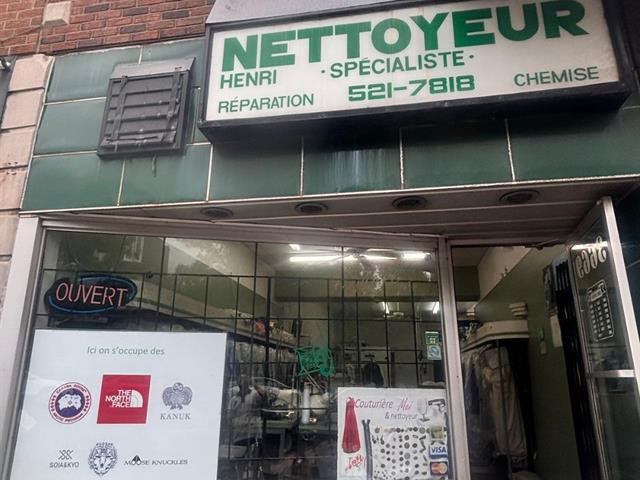 NETTOYEUR
HENRI ·SPÉCIALISTE·
RÉPARATION 521-7818 CHEMISE
OUVERT
Ici on s'occupe des
THE NORTH FACE
KANUK
SOIA&KYO
MOOSE KNUCKLES
Couturière Mei
& nettoyeur
VISA